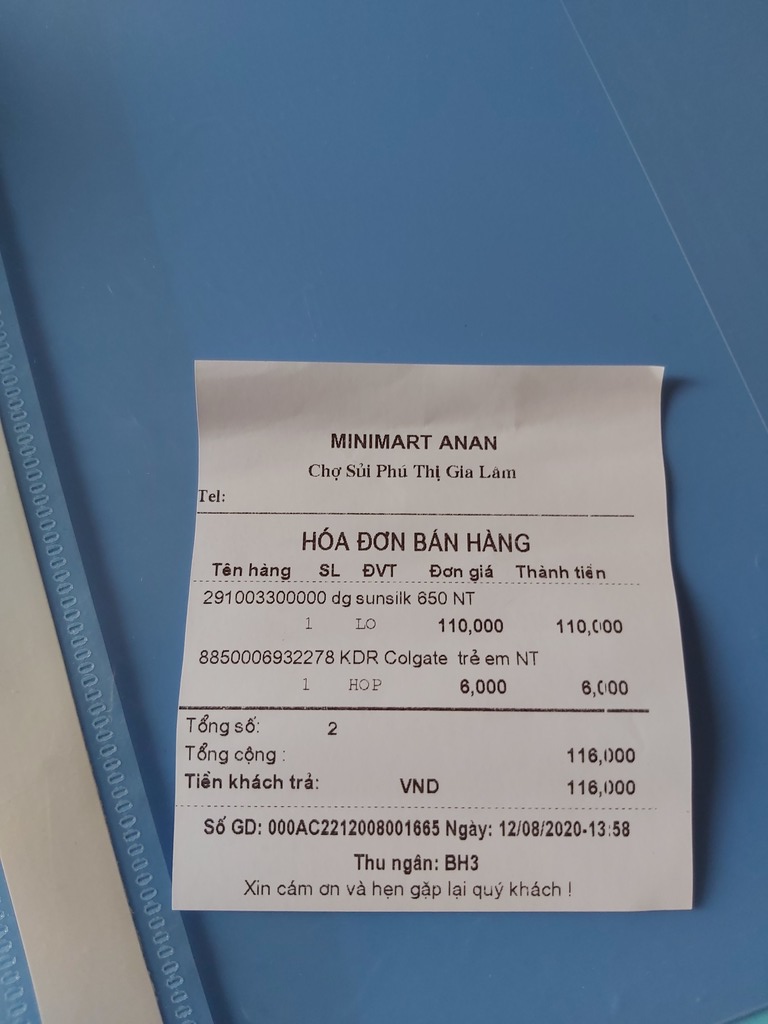 MINIMART ANAN
Chợ Sủi Phú Thị Gia Lâm
Tel:
HÓA ĐƠN BÁN HÀNG
Tên hàng SL ĐVT Đơn giá Thành tiền
291003300000 dg sunsilk 650 NT
1 LO 110,000 110,000
8850006932278 KDR Colgate trẻ em NT
1 HOP 6,000 6,000
Tổng số: 2
Tổng cộng : 116,000
Tiền khách trả: VND 116,000
Số GD: 000AC2212008001665 Ngày: 12/08/2020-13:58
Thu ngân: BH3
Xin cám ơn và hẹn gặp lại quý khách !